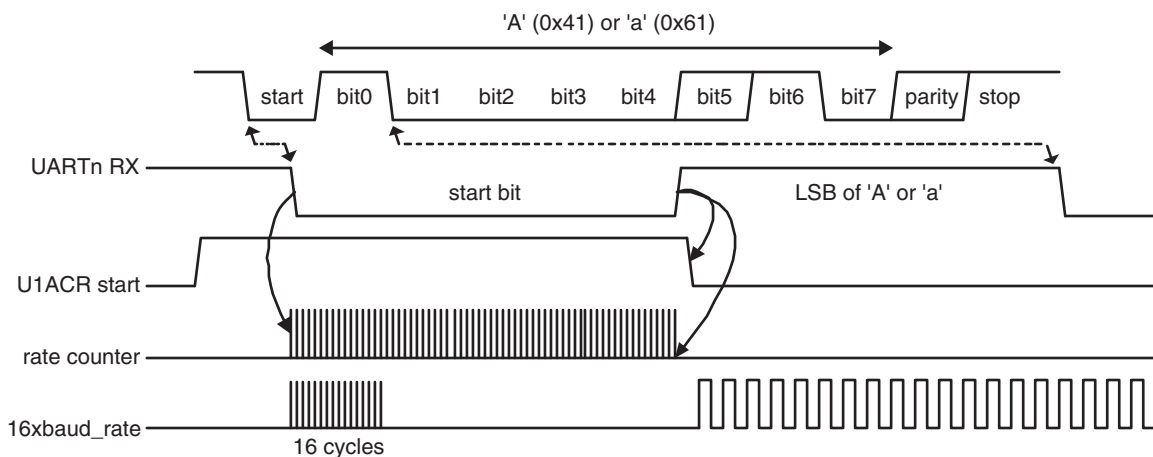 'A' (0x41) or 'a' (0x61)
start bit0 bit1 bit2 bit3 bit4 bit5 bit6 bit7 parity stop
UARTn RX
start bit
LSB of 'A' or 'a'
U1ACR start
rate counter
16xbaud_rate
16 cycles